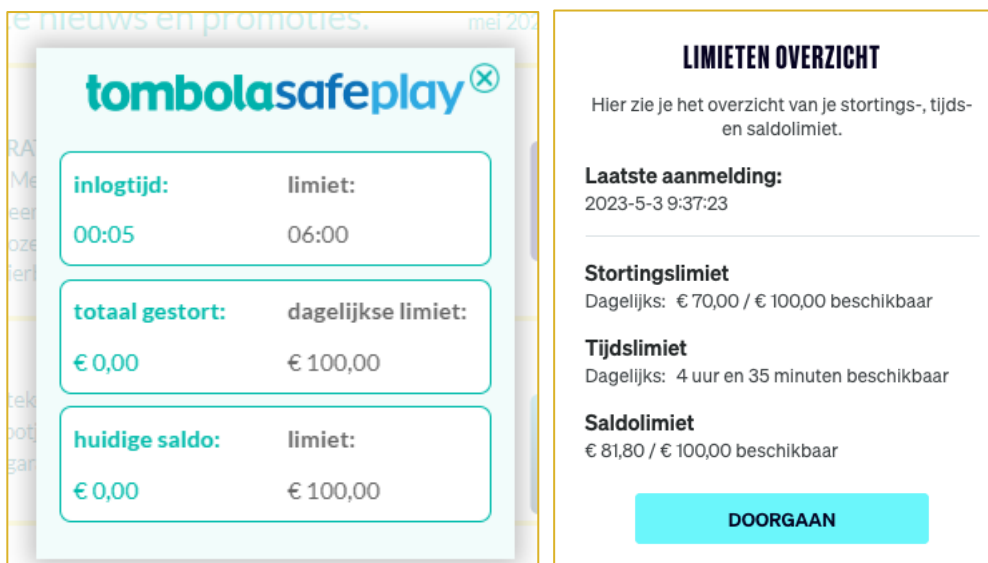 e nieuws en promoties.
mei 202
tombolasafeplay
inlogtijd: limiet:
00:05 06:00
totaal gestort: dagelijkse limiet:
€ 0,00 € 100,00
huidige saldo: limiet:
€ 0,00 € 100,00
LIMIETEN OVERZICHT
Hier zie je het overzicht van je stortings-, tijds-
en saldolimiet.
Laatste aanmelding:
2023-5-3 9:37:23
Stortingslimiet
Dagelijks: € 70,00 / € 100,00 beschikbaar
Tijdslimiet
Dagelijks: 4 uur en 35 minuten beschikbaar
Saldolimiet
€ 81,80 / € 100,00 beschikbaar
DOORGAAN